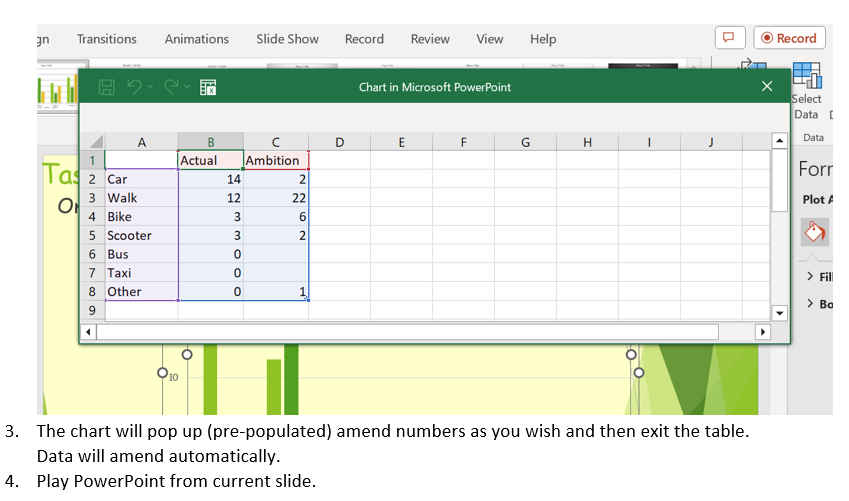 gn Transitions Animations Slide Show Record Review View Help Record
Chart in Microsoft PowerPoint
Select
Data
Data
A B C D E F G H I J
1 Actual Ambition
2 Car 14 2
3 Walk 12 22
4 Bike 3 6
5 Scooter 3 2
6 Bus 0
7 Taxi 0
8 Other 0 1
9
Tas
Or
Forr
Plot A
Fil
Bo
10
3. The chart will pop up (pre-populated) amend numbers as you wish and then exit the table.
Data will amend automatically.
4. Play PowerPoint from current slide.